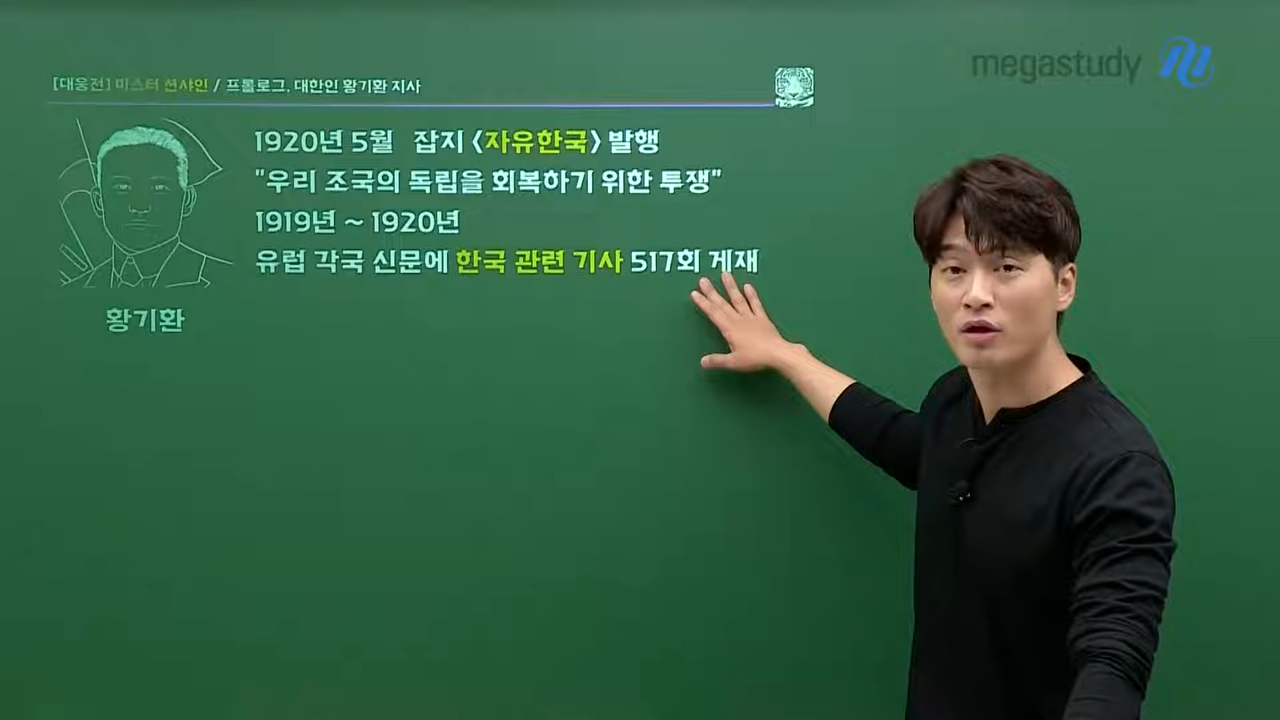 [대웅전] 미스터 션샤인 / 프롤로그. 대한인 황기환 지사
megastudy
1920년 5월 잡지 <자유한국> 발행
"우리 조국의 독립을 회복하기 위한 투쟁"
1919년 ~ 1920년
유럽 각국 신문에 한국 관련 기사 517회 게재
황기환